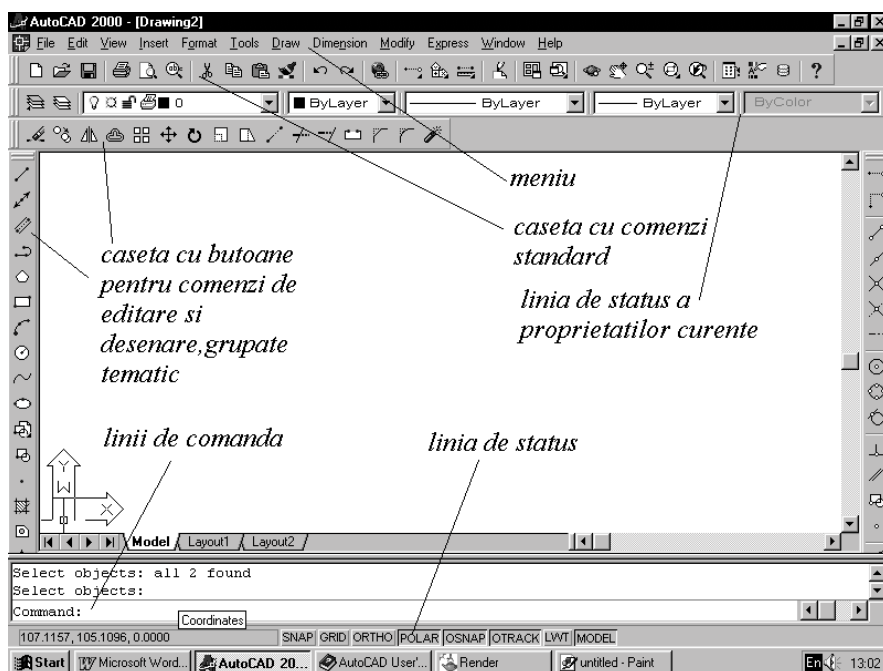 AutoCAD 2000 - [Drawing2]
File Edit View Insert Format Tools Draw Dimension Modify Express Window Help
0 ByLayer ByLayer ByLayer ByColor
meniu
caseta cu comenzi
standard
caseta cu butoane
pentru comenzi de
editare si
desenare,grupate
tematic
linia de status a
proprietatilor curente
linii de comanda
linia de status
Y
W
X
Model Layout1 Layout2
Select objects: all 2 found
Select objects:
Command:
Coordinates
107.1157, 105.1096, 0.0000 SNAP GRID ORTHO POLAR OSNAP OTRACK LWT MODEL
Start Microsoft Word... AutoCAD 20... AutoCAD User'... Render untitled - Paint En 13:02